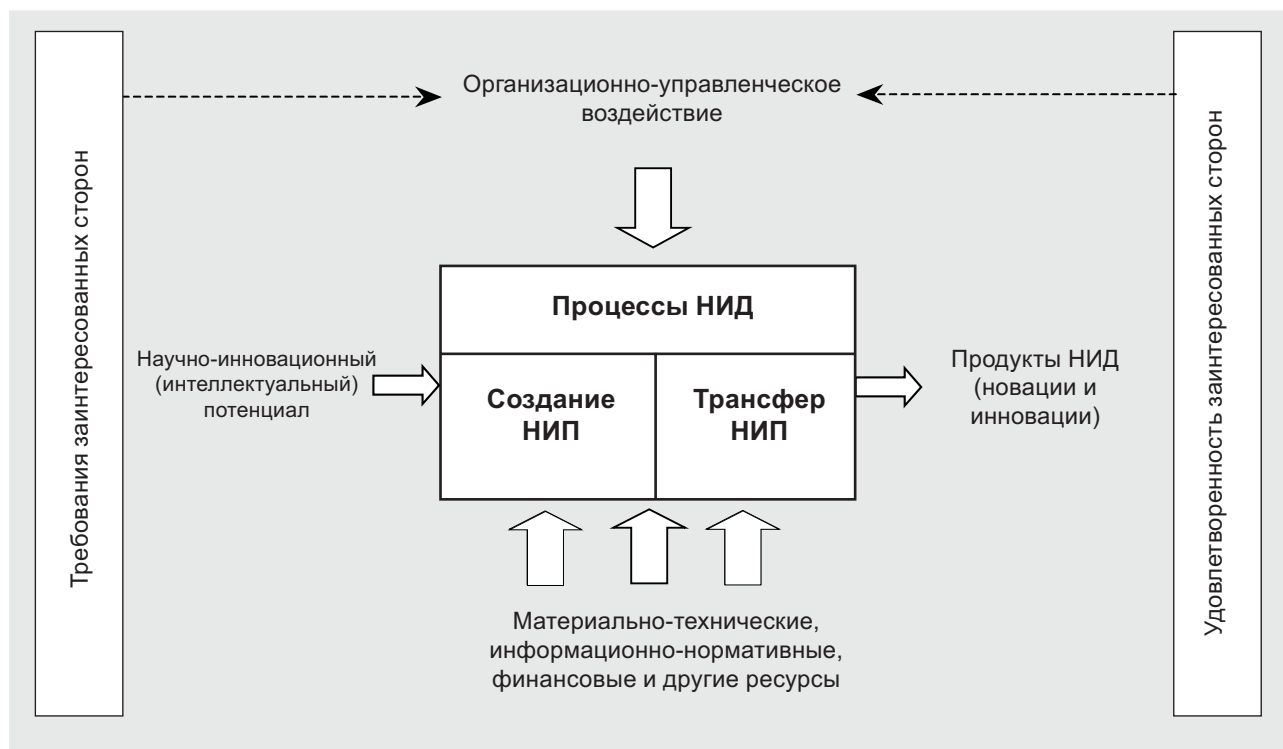 Требования заинтересованных сторон
Организационно-управленческое
воздействие
Процессы НИД
Научно-инновационный
(интеллектуальный)
потенциал
Создание
НИП
Трансфер
НИП
Продукты НИД
(новации и
инновации)
Материально-технические,
информационно-нормативные,
финансовые и другие ресурсы
Удовлетворенность заинтересованных сторон